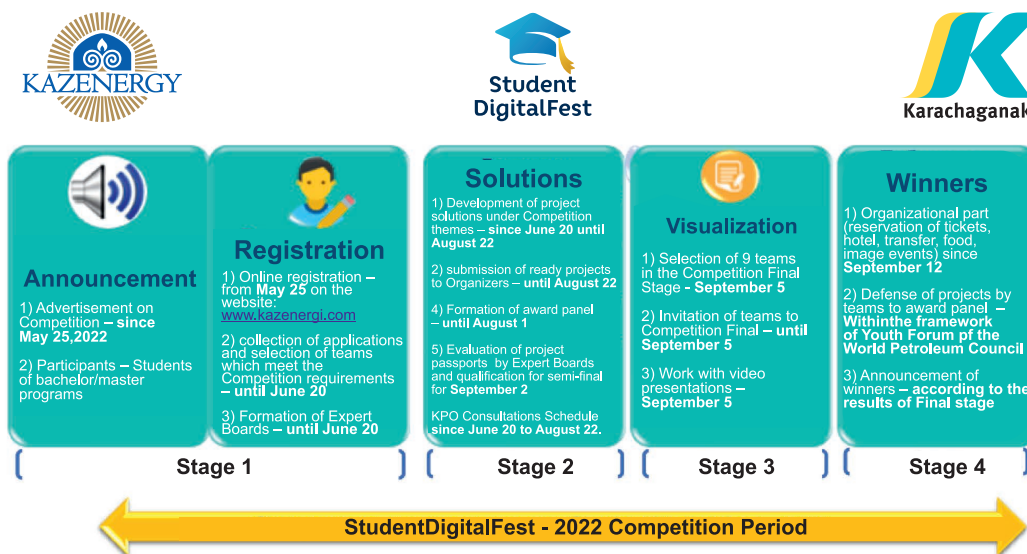 KAZENERGY
Student
DigitalFest
Karachaganak
Announcement
1) Advertisement on
Competition – since
May 25,2022
2) Participants – Students
of bachelor/master
programs
Registration
1) Online registration –
from May 25 on the
website:
www.kazenergi.com
2) collection of applications
and selection of teams
which meet the
Competition requirements
– until June 20
3) Formation of Expert
Boards – until June 20
Solutions
1) Development of project
solutions under Competition
themes – since June 20 until
August 22
2) submission of ready projects
to Organizers – until August 22
4) Formation of award panel
– until August 1
5) Evaluation of project
passports by Expert Boards
and qualification for semi-final
for September 2
KPO Consultations Schedule
since June 20 to August 22.
Visualization
1) Selection of 9 teams
in the Competition Final
Stage - September 5
2) Invitation of teams to
Competition Final – until
September 5
3) Work with video
presentations –
September 5
Winners
1) Organizational part
(reservation of tickets,
hotel, transfer, food,
image events) since
September 12
2) Defense of projects by
teams to award panel –
Withinthe framework
of Youth Forum pf the
World Petroleum Council
3) Announcement of
winners – according to the
results of Final stage
Stage 1
Stage 2
Stage 3
Stage 4
StudentDigitalFest - 2022 Competition Period